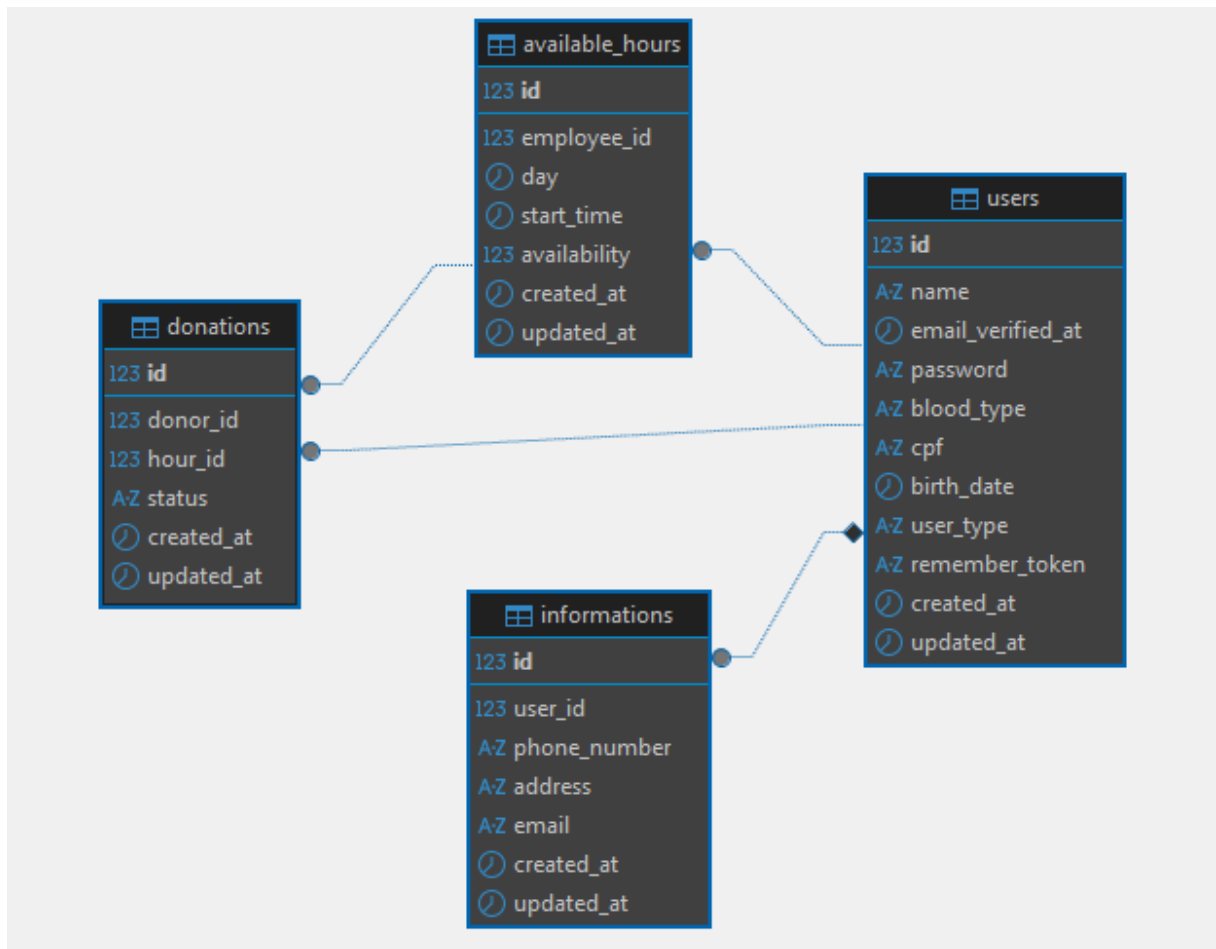 available_hours
123 id
123 employee_id
day
start_time
123 availability
created_at
updated_at
users
123 id
A-Z name
email_verified_at
A-Z password
A-Z blood_type
A-Z cpf
birth_date
A-Z user_type
A-Z remember_token
created_at
updated_at
donations
123 id
123 donor_id
123 hour_id
A-Z status
created_at
updated_at
informations
123 id
123 user_id
A-Z phone_number
A-Z address
A-Z email
created_at
updated_at